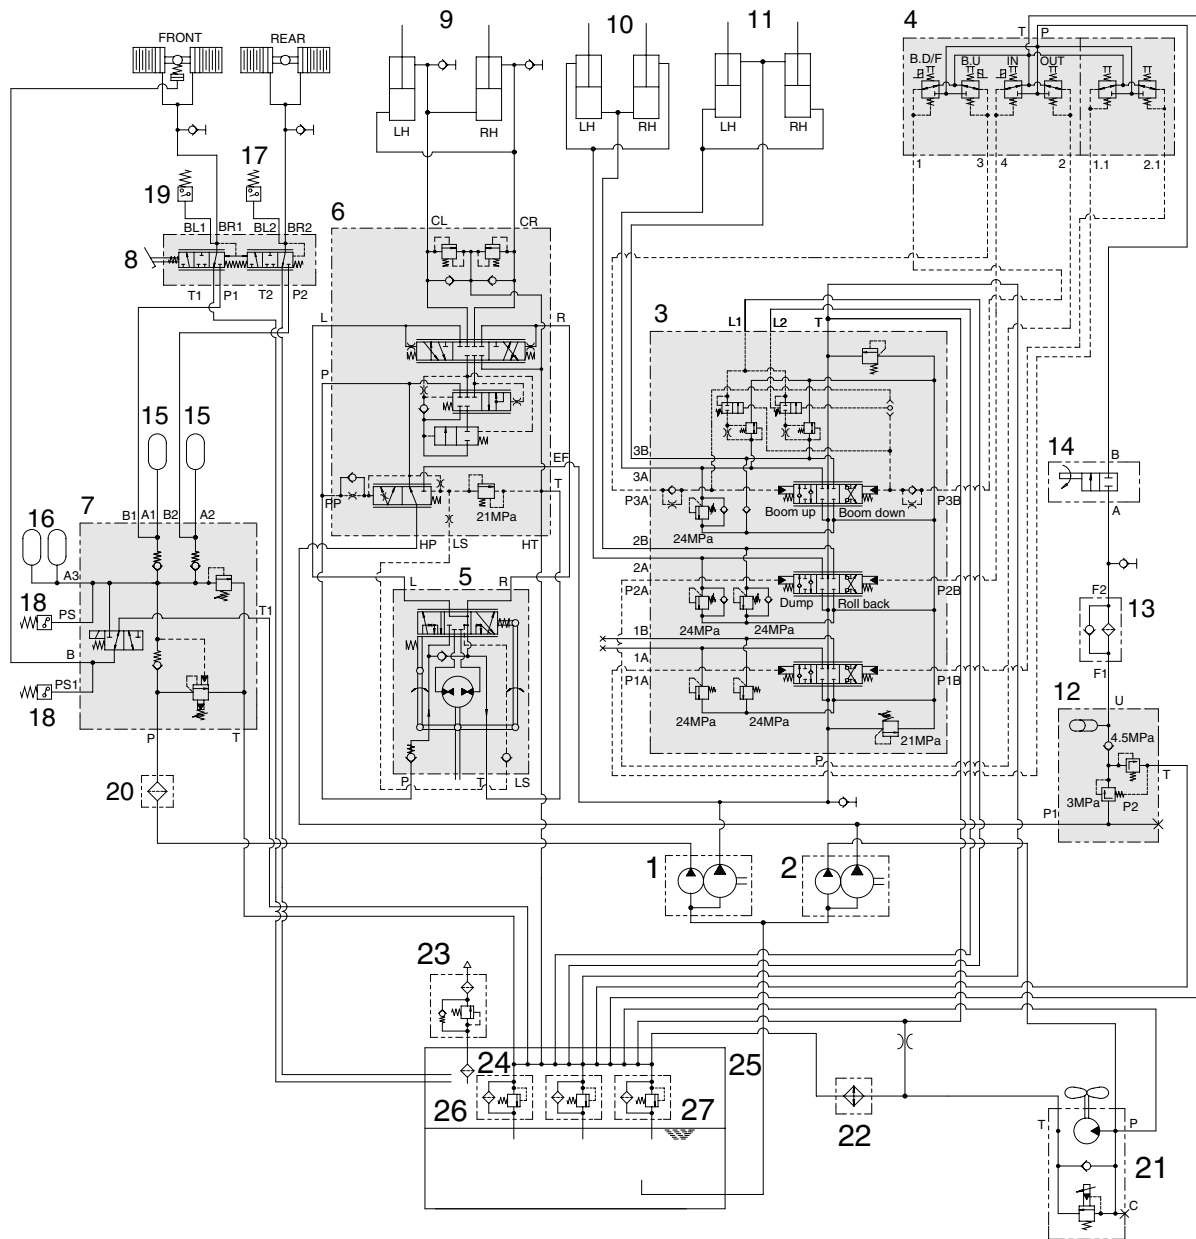 9
10
11
4
FRONT
REAR
T P
B.D/F B.U IN OUT
LH
RH
LH
RH
LH
RH
17
19
1 3 4 2 1.1 2.1
6
CL CR
BL1 BR1 BL2 BR2
8
T1 P1 T2 P2
L R
3
L1 L2 T
P
15 15
14
B
A
3B
3A
P3A
P3B
Boom up Boom down
24MPa
EF
T
PP
21MPa
HP LS HT
7
B1 A1 B2 A2
16
A3
2B
2A
P2A
P2B
Dump Roll back
24MPa 24MPa
5
L R
18
PS
T1
B
PS1
18
F2
13
F1
1B
1A
P1A
P1B
24MPa 24MPa
21MPa
P
12
U
4.5MPa
T
3MPa P2
P1
P T
P T LS
20
1
2
23
24
25
26
27
22
T P
21
C